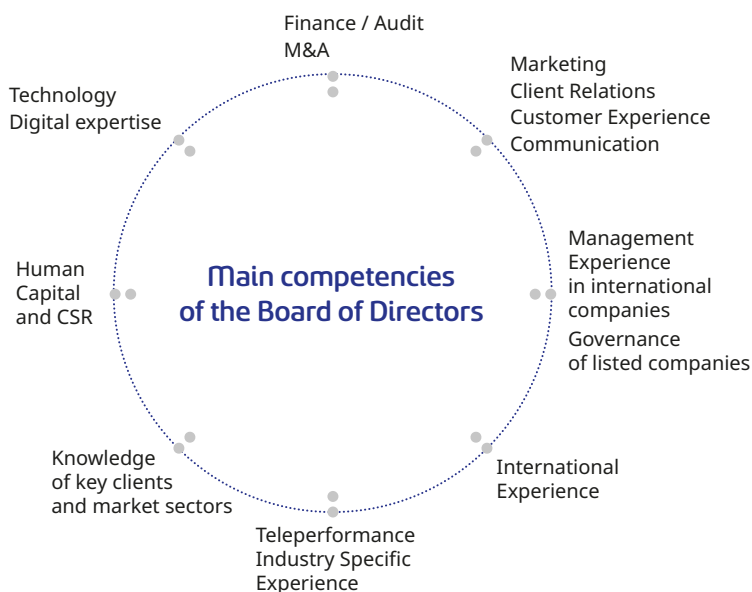 Finance / Audit
M&A
Marketing
Client Relations
Customer Experience
Communication
Technology
Digital expertise
Management
Experience
in international
companies
Governance
of listed companies
Human
Capital
and CSR
Main competencies
of the Board of Directors
Knowledge
of key clients
and market sectors
International
Experience
Teleperformance
Industry Specific
Experience